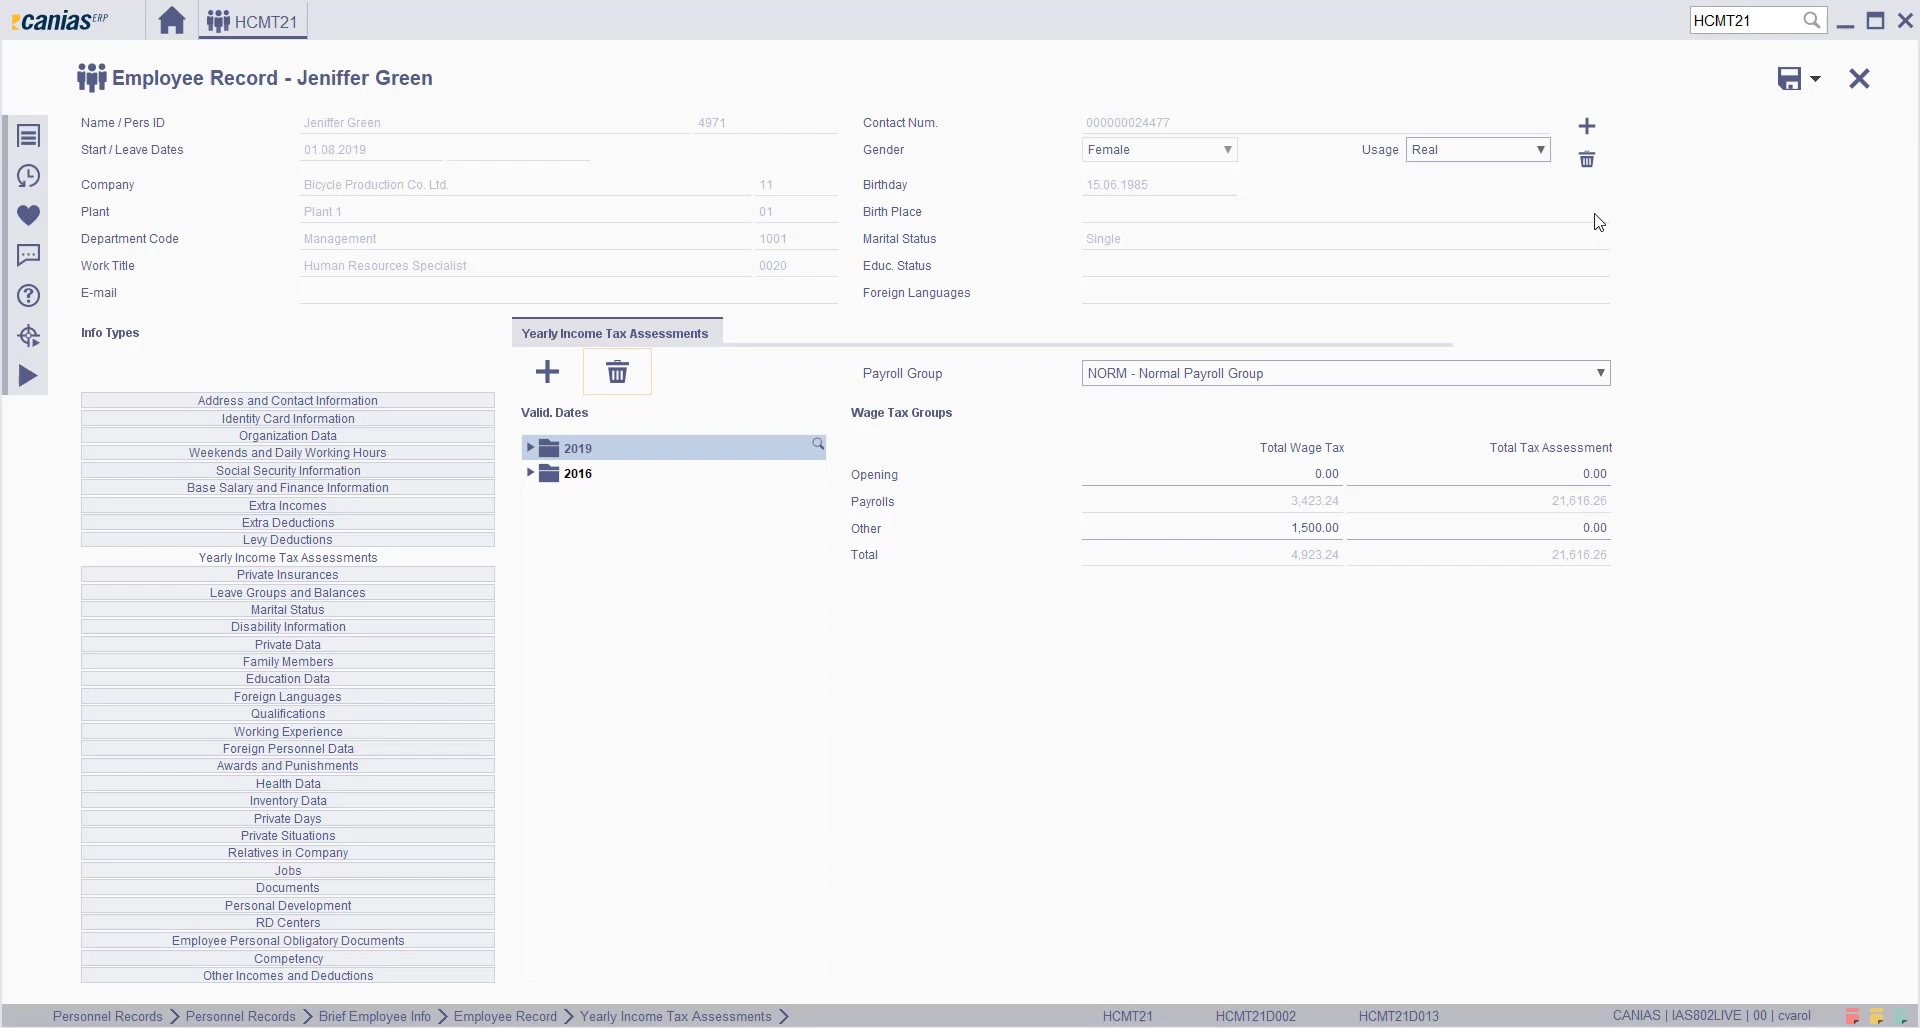 canias ERP HCMT21 HCMT21
Employee Record - Jeniffer Green
Name / Pers ID Jeniffer Green 4971 Contact Num. 000000024477
Start / Leave Dates 01.08.2019 Gender Female Usage Real
Company Bicycle Production Co. Ltd. 11 Birthday 15.06.1985
Plant Plant 1 01 Birth Place
Department Code Management 1001 Marital Status Single
Work Title Human Resources Specialist 0020 Educ. Status
E-mail Foreign Languages
Info Types Yearly Income Tax Assessments
Payroll Group NORM - Normal Payroll Group
Address and Contact Information
Identity Card Information
Organization Data
Weekends and Daily Working Hours
Social Security Information
Base Salary and Finance Information
Extra Incomes
Extra Deductions
Levy Deductions
Yearly Income Tax Assessments
Private Insurances
Leave Groups and Balances
Marital Status
Disability Information
Private Data
Family Members
Education Data
Foreign Languages
Qualifications
Working Experience
Foreign Personnel Data
Awards and Punishments
Health Data
Inventory Data
Private Days
Private Situations
Relatives in Company
Jobs
Documents
Personal Development
RD Centers
Employee Personal Obligatory Documents
Competency
Other Incomes and Deductions
Valid. Dates
2019
2016
Wage Tax Groups
Total Wage Tax Total Tax Assessment
Opening 0.00 0.00
Payrolls 3,423.24 21,616.26
Other 1,500.00 0.00
Total 4,923.24 21,616.26
Personnel Records Personnel Records Brief Employee Info Employee Record Yearly Income Tax Assessments HCMT21 HCMT21D002 HCMT21D013 CANIAS | IAS802LIVE | 00 | cvarol